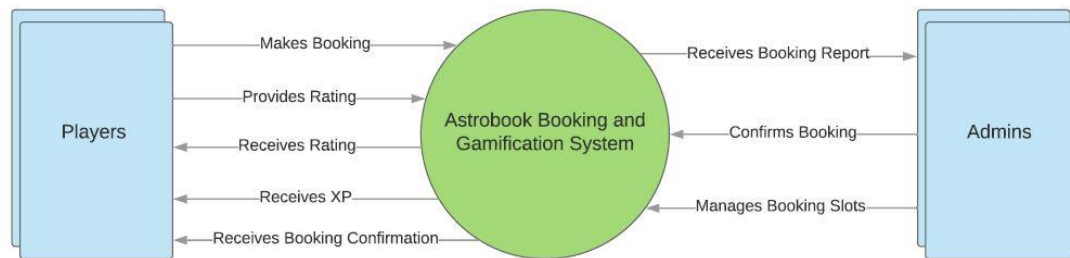 Players
Makes Booking
Provides Rating
Receives Rating
Receives XP
Receives Booking Confirmation
Astrobook Booking and
Gamification System
Receives Booking Report
Confirms Booking
Manages Booking Slots
Admins